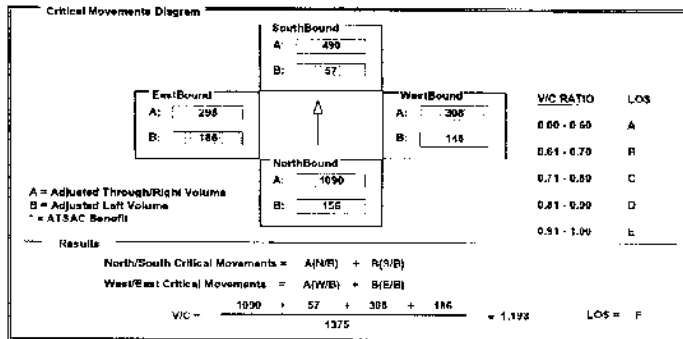 Critical Movements Diagram
SouthBound
A: 490
B: 57
EastBound
A: 298
B: 186
WestBound
A: 308
B: 146
NorthBound
A: 1090
B: 156
V/C RATIO LOS
0.00 - 0.60 A
0.61 - 0.70 B
0.71 - 0.80 C
0.81 - 0.90 D
0.91 - 1.00 E
A = Adjusted Through/Right Volume
B = Adjusted Left Volume
* = ATSAC Benefit
Results
North/South Critical Movements = A(N/B) + B(S/B)
West/East Critical Movements = A(W/B) + B(E/B)
V/C = 1090 + 57 + 308 + 186 = 1.193 LOS = F
1375